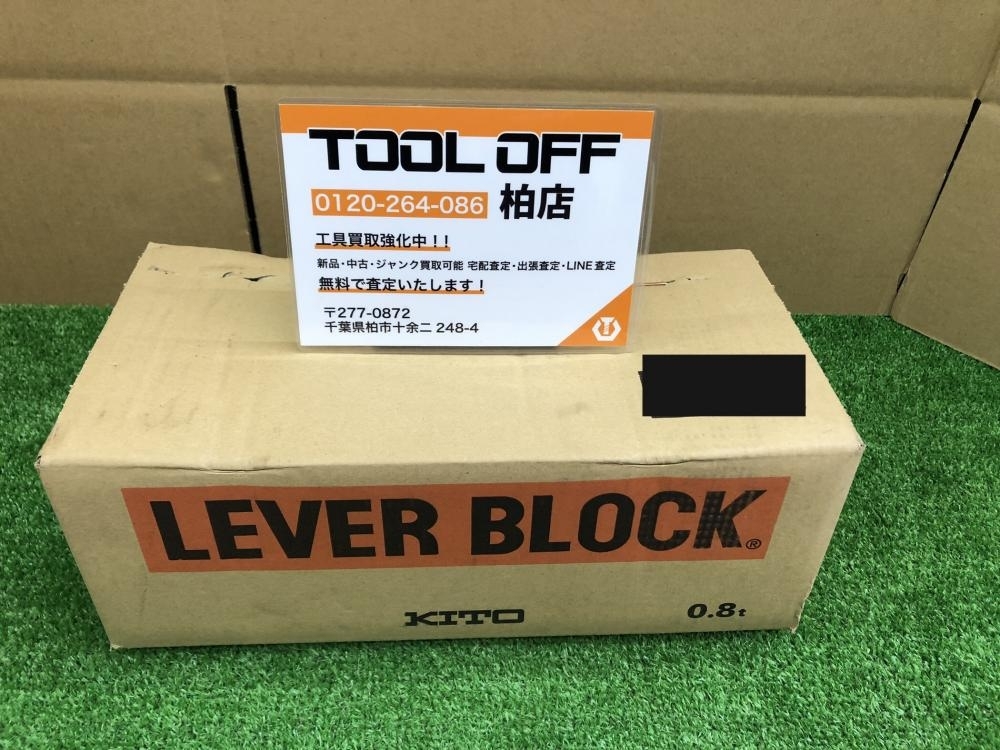 TOOL OFF
0120-264-086 柏店
工具買取強化中！！
新品・中古・ジャンク買取可能 宅配査定・出張査定・LINE査定
無料で査定いたします！
〒277-0872
千葉県柏市十余二 248-4
LEVER BLOCK®
KITO
0.8t